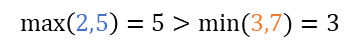 max(2,5) = 5 > min(3,7) = 3